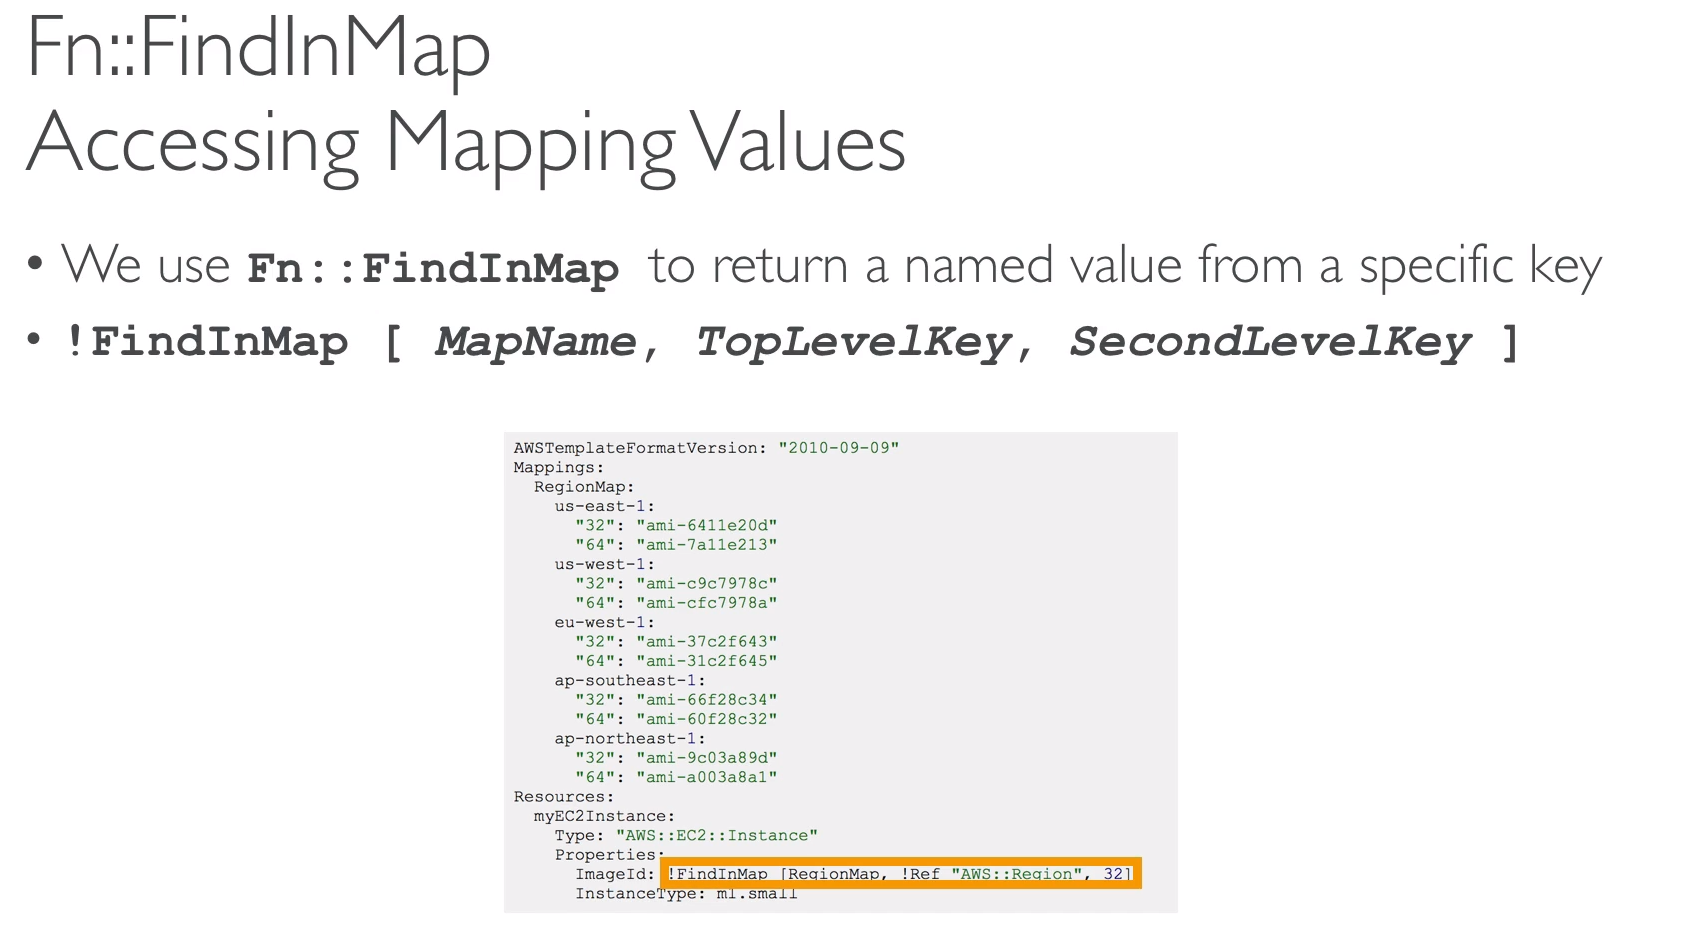 Fn::FindInMap
Accessing Mapping Values
• We use Fn::FindInMap to return a named value from a specific key
• !FindInMap [ MapName, TopLevelKey, SecondLevelKey ]
AWSTemplateFormatVersion: "2010-09-09"
Mappings:
  RegionMap:
    us-east-1:
      "32": "ami-6411e20d"
      "64": "ami-7a11e213"
    us-west-1:
      "32": "ami-c9c7978c"
      "64": "ami-cfc7978a"
    eu-west-1:
      "32": "ami-37c2f643"
      "64": "ami-31c2f645"
    ap-southeast-1:
      "32": "ami-66f28c34"
      "64": "ami-60f28c32"
    ap-northeast-1:
      "32": "ami-9c03a89d"
      "64": "ami-a003a8a1"
Resources:
  myEC2Instance:
    Type: "AWS::EC2::Instance"
    Properties:
      ImageId: !FindInMap [RegionMap, !Ref "AWS::Region", 32]
      InstanceType: m1.small